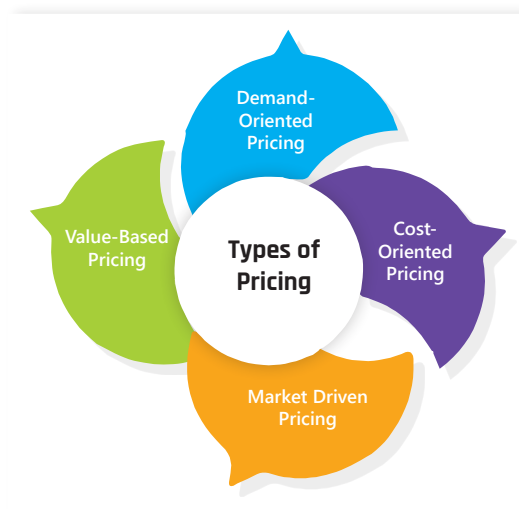 Demand-
Oriented
Pricing
Cost-
Oriented
Pricing
Market Driven
Pricing
Value-Based
Pricing
Types of
Pricing